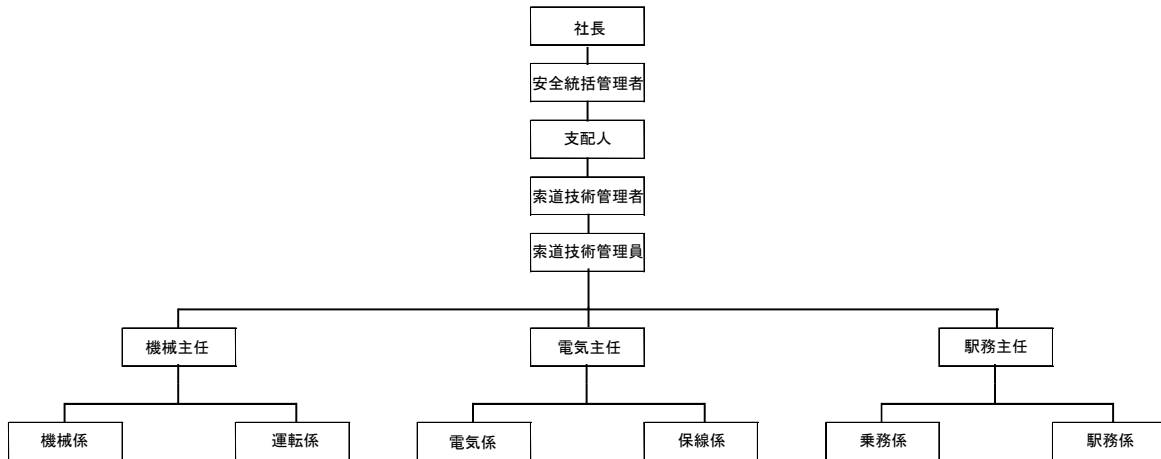 社長
安全統括管理者
支配人
索道技術管理者
索道技術管理員
機械主任
電気主任
駅務主任
機械係
運転係
電気係
保線係
乗務係
駅務係